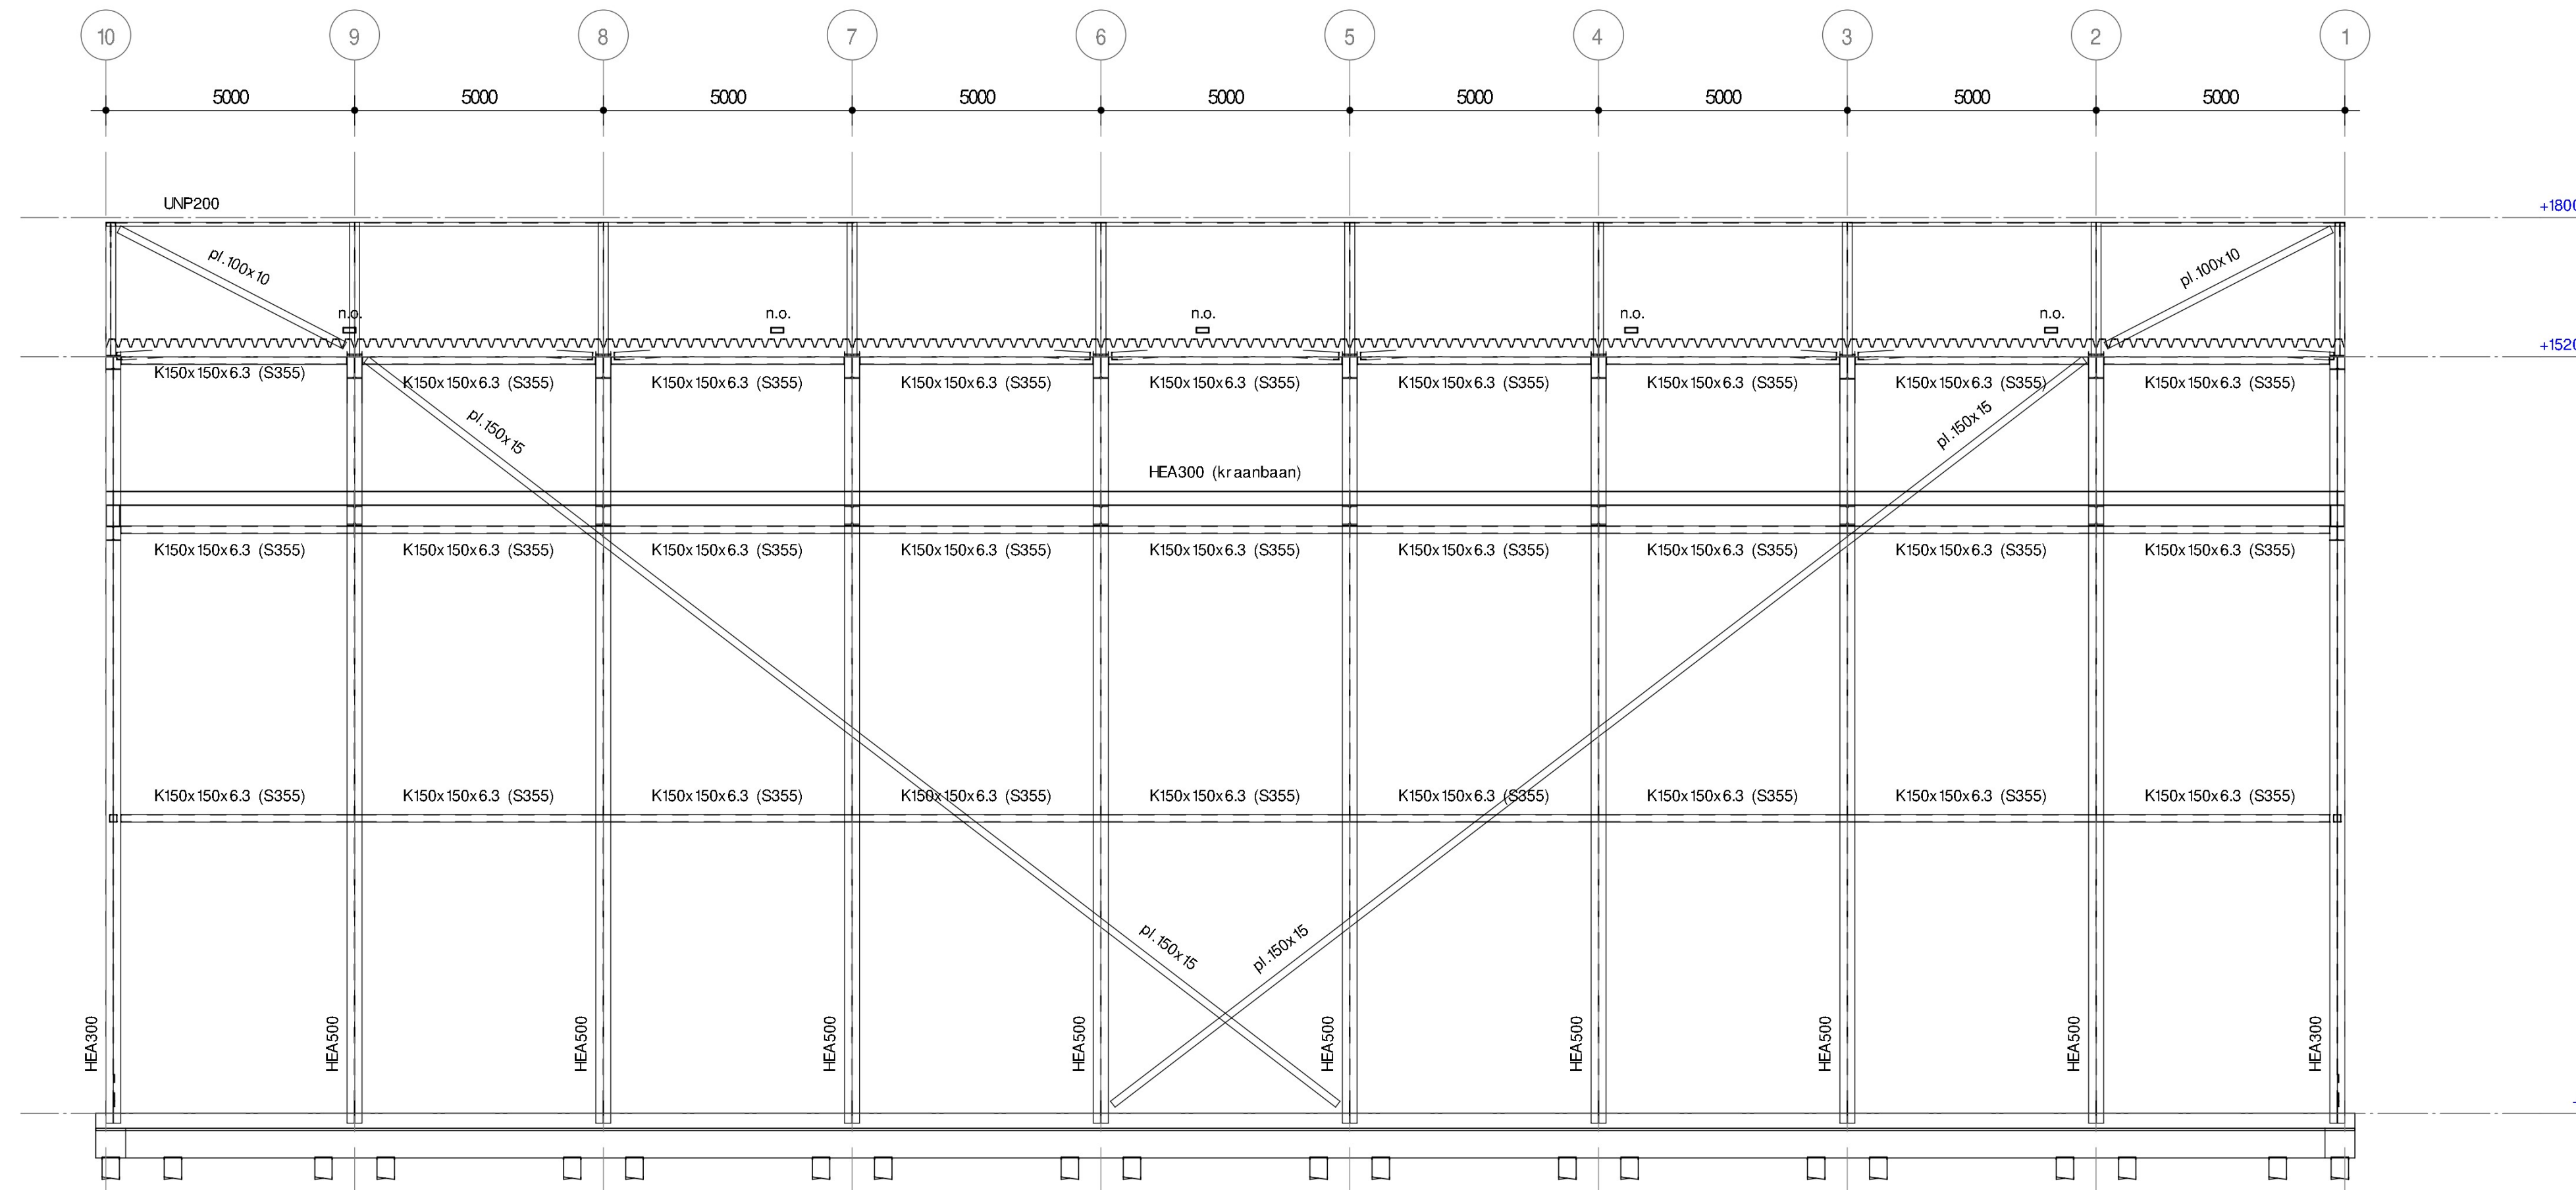 10 9 8 7 6 5 4 3 2 1
5000 5000 5000 5000 5000 5000 5000 5000 5000
UNP200
+1800
pl.100x10 pl.100x10
n.o. n.o. n.o. n.o. n.o.
+1520
K150x150x6.3 (S355) K150x150x6.3 (S355) K150x150x6.3 (S355) K150x150x6.3 (S355) K150x150x6.3 (S355) K150x150x6.3 (S355) K150x150x6.3 (S355) K150x150x6.3 (S355) K150x150x6.3 (S355)
pl.150x15 pl.150x15
HEA300 (kraanbaan)
K150x150x6.3 (S355) K150x150x6.3 (S355) K150x150x6.3 (S355) K150x150x6.3 (S355) K150x150x6.3 (S355) K150x150x6.3 (S355) K150x150x6.3 (S355) K150x150x6.3 (S355) K150x150x6.3 (S355)
K150x150x6.3 (S355) K150x150x6.3 (S355) K150x150x6.3 (S355) K150x150x6.3 (S355) K150x150x6.3 (S355) K150x150x6.3 (S355) K150x150x6.3 (S355) K150x150x6.3 (S355) K150x150x6.3 (S355)
pl.150x15 pl.150x15
HEA300 HEA500 HEA500 HEA500 HEA500 HEA500 HEA500 HEA500 HEA500 HEA300